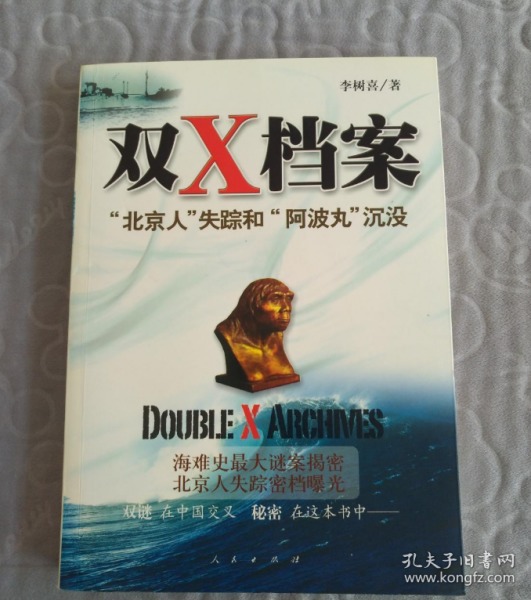 李树喜/著
双X档案
“北京人”失踪和“阿波丸”沉没
DOUBLE X ARCHIVES
海难史最大谜案揭密
北京人失踪密档曝光
双谜 在中国交叉 秘密 在这本书中——
人民出版社
孔夫子旧书网
www.kongfz.com